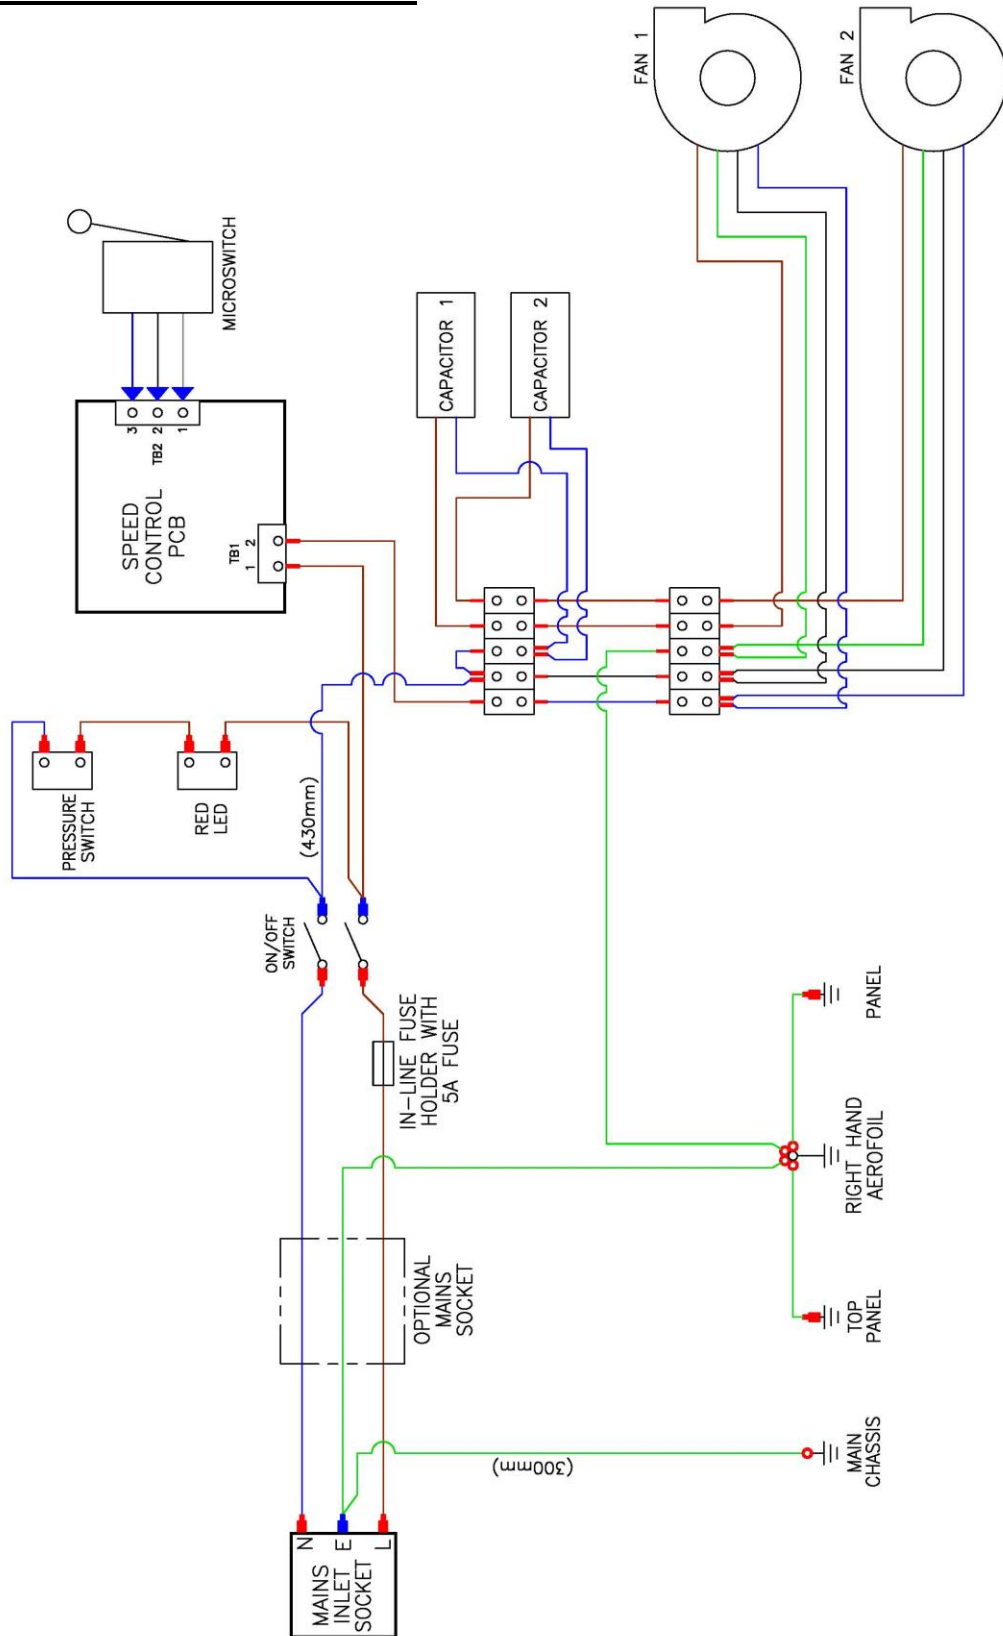 FAN 1
FAN 2
MICROSWITCH
3
2
1
TB2
SPEED
CONTROL
PCB
TB1
1
2
CAPACITOR 1
CAPACITOR 2
PRESSURE
SWITCH
RED
LED
(430mm)
ON/OFF
SWITCH
IN-LINE FUSE
HOLDER WITH
5A FUSE
PANEL
RIGHT HAND
AEROFOIL
OPTIONAL
MAINS
SOCKET
TOP
PANEL
MAIN
CHASSIS
(300mm)
N
E
L
MAINS
INLET
SOCKET